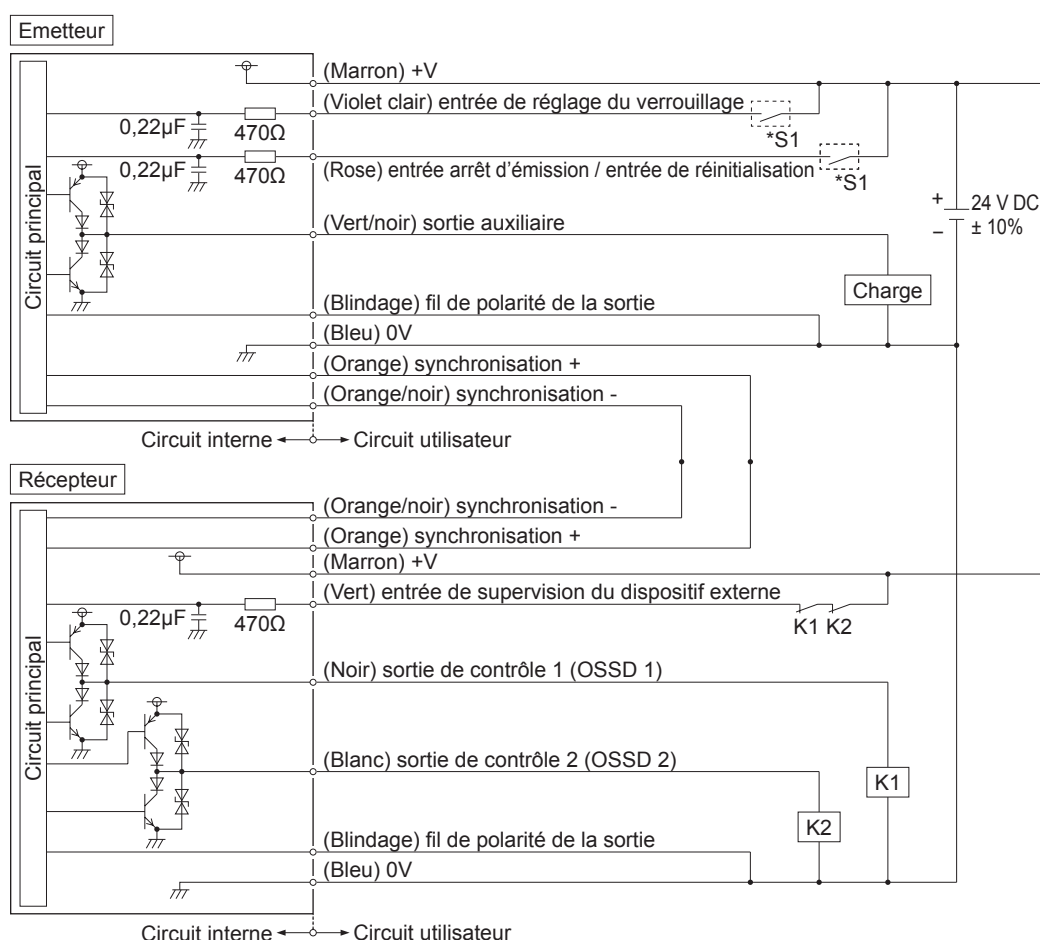 Emetteur
(Marron) +V
(Violet clair) entrée de réglage du verrouillage
0,22µF
470Ω
*S1
(Rose) entrée arrêt d'émission / entrée de réinitialisation
0,22µF
470Ω
*S1
Circuit principal
(Vert/noir) sortie auxiliaire
+
24 V DC
−
± 10%
Charge
(Blindage) fil de polarité de la sortie
(Bleu) 0V
(Orange) synchronisation +
(Orange/noir) synchronisation -
Circuit interne
Circuit utilisateur
Récepteur
(Orange/noir) synchronisation -
(Orange) synchronisation +
(Marron) +V
(Vert) entrée de supervision du dispositif externe
0,22µF
470Ω
K1 K2
Circuit principal
(Noir) sortie de contrôle 1 (OSSD 1)
(Blanc) sortie de contrôle 2 (OSSD 2)
K1
K2
(Blindage) fil de polarité de la sortie
(Bleu) 0V
Circuit interne
Circuit utilisateur